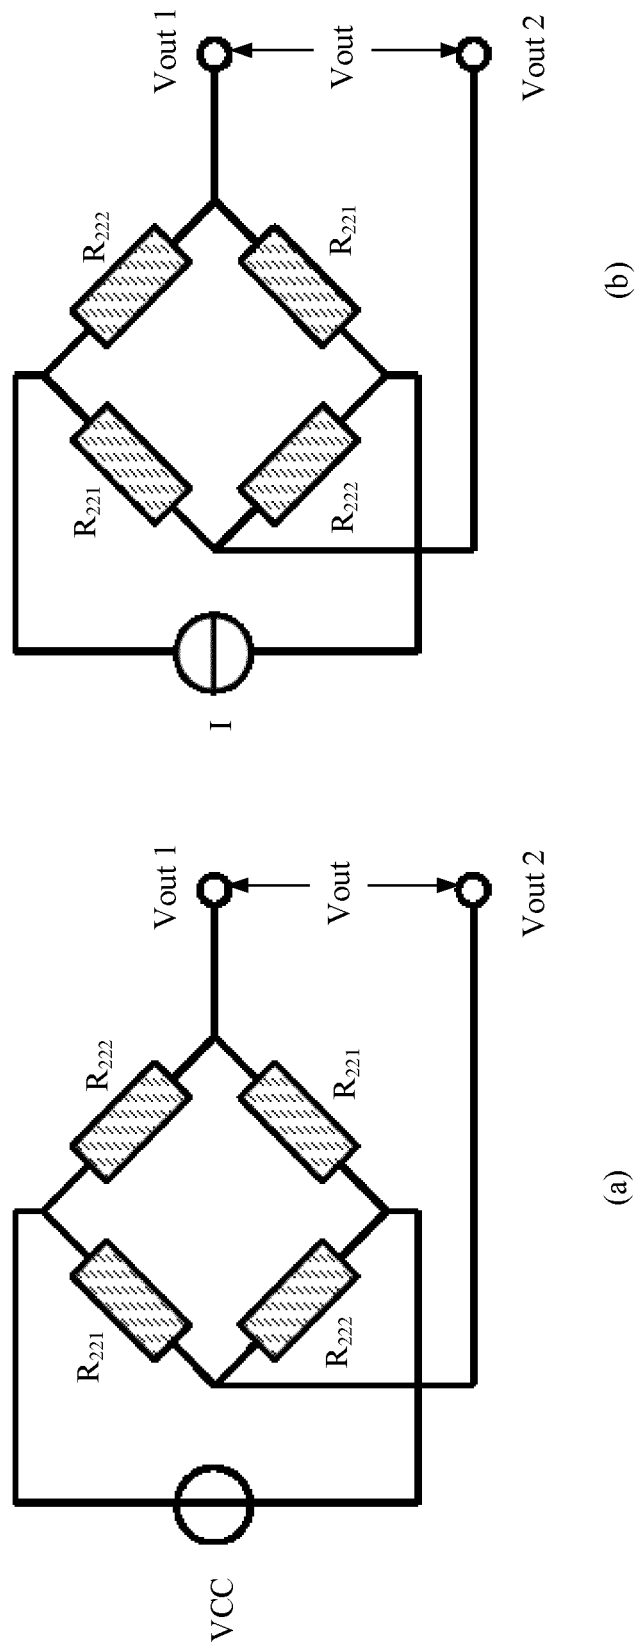 R₂₂₂
Vout 1
R₂₂₁
Vout
I
R₂₂₁
R₂₂₂
Vout 2
(b)
R₂₂₂
Vout 1
R₂₂₁
Vout
VCC
R₂₂₁
R₂₂₂
Vout 2
(a)